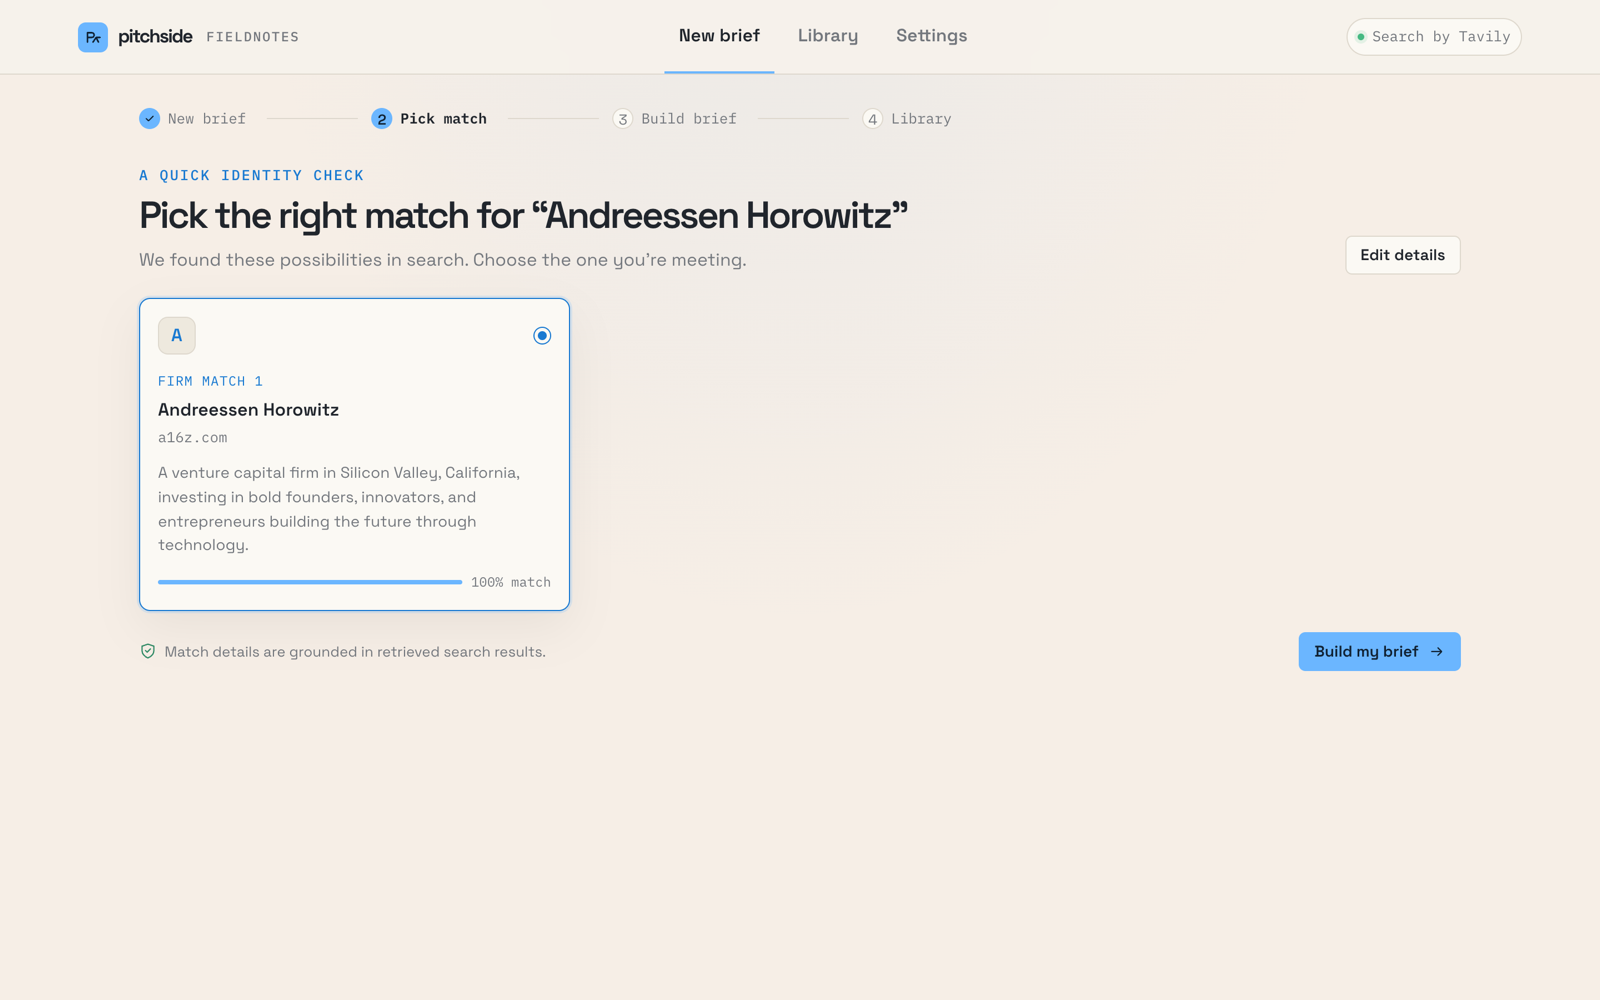 pitchside FIELDNOTES
New brief
Library
Settings
Search by Tavily
New brief
2 Pick match
3 Build brief
4 Library
A QUICK IDENTITY CHECK
Pick the right match for “Andreessen Horowitz”
We found these possibilities in search. Choose the one you’re meeting.
Edit details
A
FIRM MATCH 1
Andreessen Horowitz
a16z.com
A venture capital firm in Silicon Valley, California,
investing in bold founders, innovators, and
entrepreneurs building the future through
technology.
100% match
Match details are grounded in retrieved search results.
Build my brief →